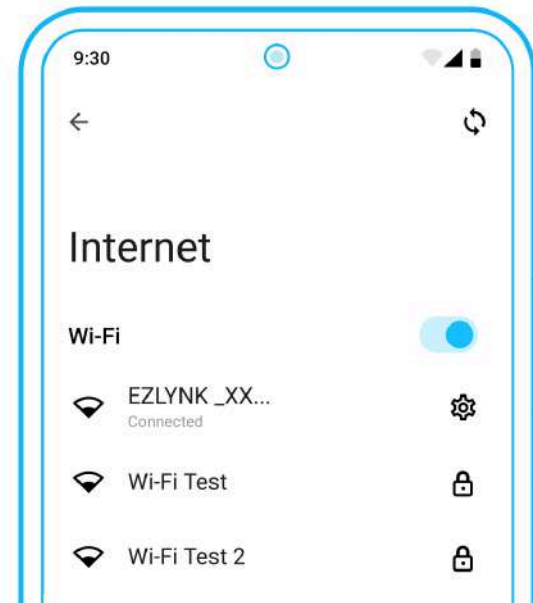 9:30
Internet
Wi-Fi
EZLYNK _XX...
Connected
Wi-Fi Test
Wi-Fi Test 2